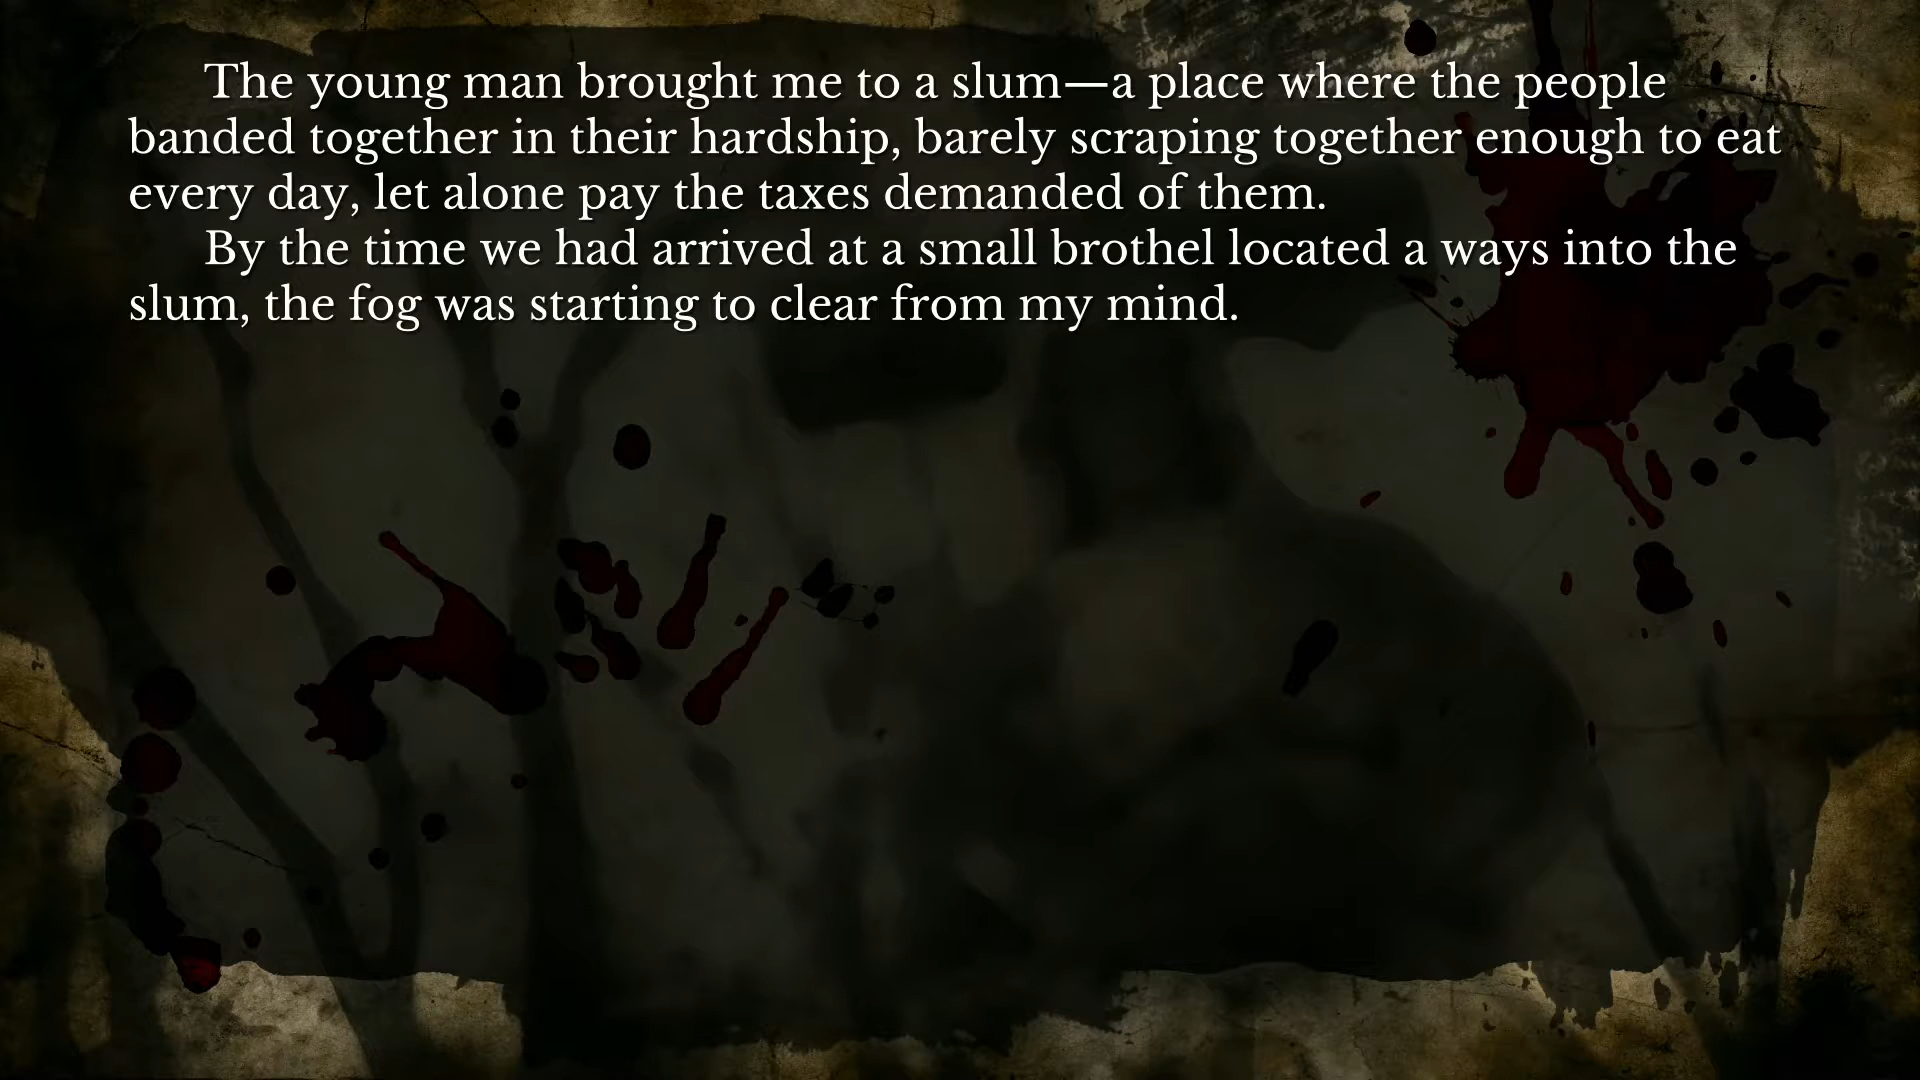 The young man brought me to a slum—a place where the people
banded together in their hardship, barely scraping together enough to eat
every day, let alone pay the taxes demanded of them.
By the time we had arrived at a small brothel located a ways into the
slum, the fog was starting to clear from my mind.